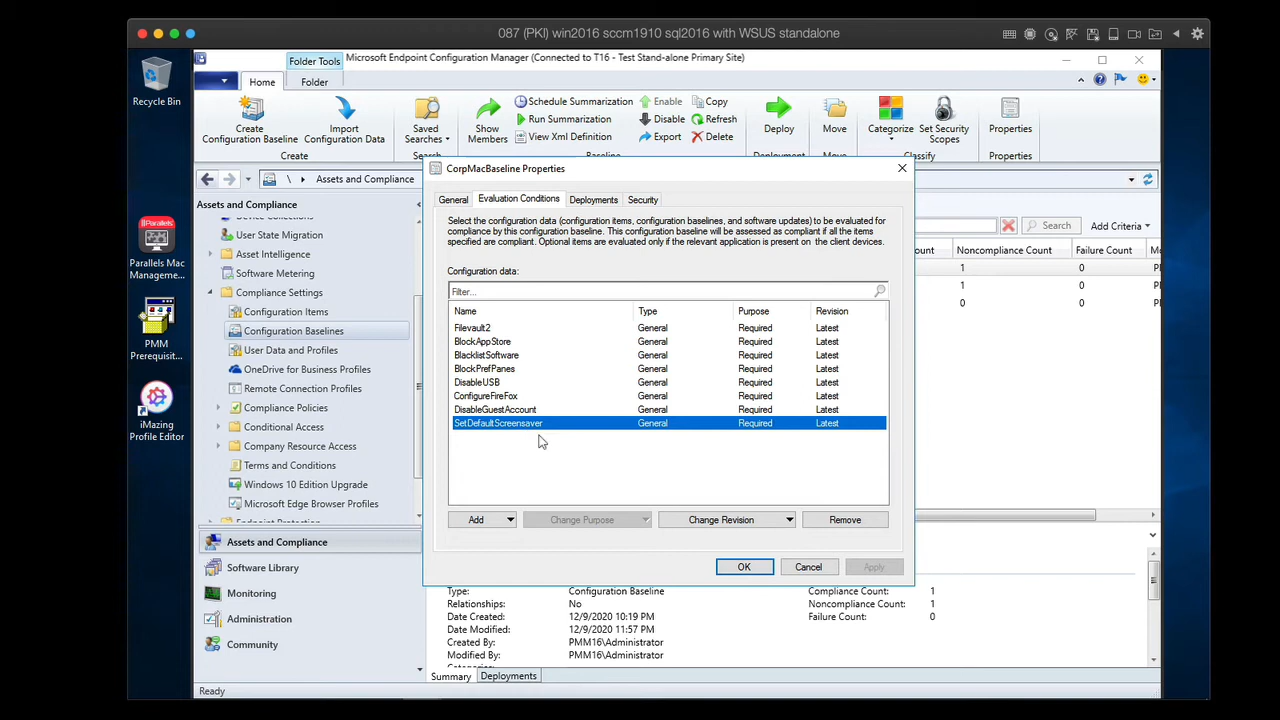 087 (PKI) win2016 sccm1910 sql2016 with WSUS standalone
Recycle Bin
Parallels Mac
Manageme...
PMM
Prerequisit...
iMazing
Profile Editor
Folder Tools
Microsoft Endpoint Configuration Manager (Connected to T16 - Test Stand-alone Primary Site)
Home
Folder
Create
Configuration Baseline
Import
Configuration Data
Create
Saved
Searches
Search
Show
Members
Schedule Summarization
Run Summarization
View Xml Definition
Enable
Disable
Export
Copy
Refresh
Delete
Baseline
Deploy
Deployment
Move
Move
Categorize
Set Security
Scopes
Classify
Properties
Properties
\ Assets and Compliance
Assets and Compliance
Device Collections
User State Migration
Asset Intelligence
Software Metering
Compliance Settings
Configuration Items
Configuration Baselines
User Data and Profiles
OneDrive for Business Profiles
Remote Connection Profiles
Compliance Policies
Conditional Access
Company Resource Access
Terms and Conditions
Windows 10 Edition Upgrade
Microsoft Edge Browser Profiles
Endpoint Protection
Assets and Compliance
Software Library
Monitoring
Administration
Community
Ready
CorpMacBaseline Properties
General
Evaluation Conditions
Deployments
Security
Select the configuration data (configuration items, configuration baselines, and software updates) to be evaluated for
compliance by this configuration baseline. This configuration baseline will be assessed as compliant if all the items
specified are compliant. Optional items are evaluated only if the relevant application is present on the client devices.
Configuration data:
Filter...
Name Type Purpose Revision
Filevault2 General Required Latest
BlockAppStore General Required Latest
BlacklistSoftware General Required Latest
BlockPrefPanes General Required Latest
DisableUSB General Required Latest
ConfigureFireFox General Required Latest
DisableGuestAccount General Required Latest
SetDefaultScreensaver General Required Latest
Add
Change Purpose
Change Revision
Remove
OK
Cancel
Apply
Search
Add Criteria
ount Noncompliance Count Failure Count
1 0
1 0
0 0
Type: Configuration Baseline
Relationships: No
Date Created: 12/9/2020 10:19 PM
Date Modified: 12/9/2020 11:57 PM
Created By: PMM16\Administrator
Modified By: PMM16\Administrator
Compliance Count: 1
Noncompliance Count: 1
Failure Count: 0
Summary
Deployments